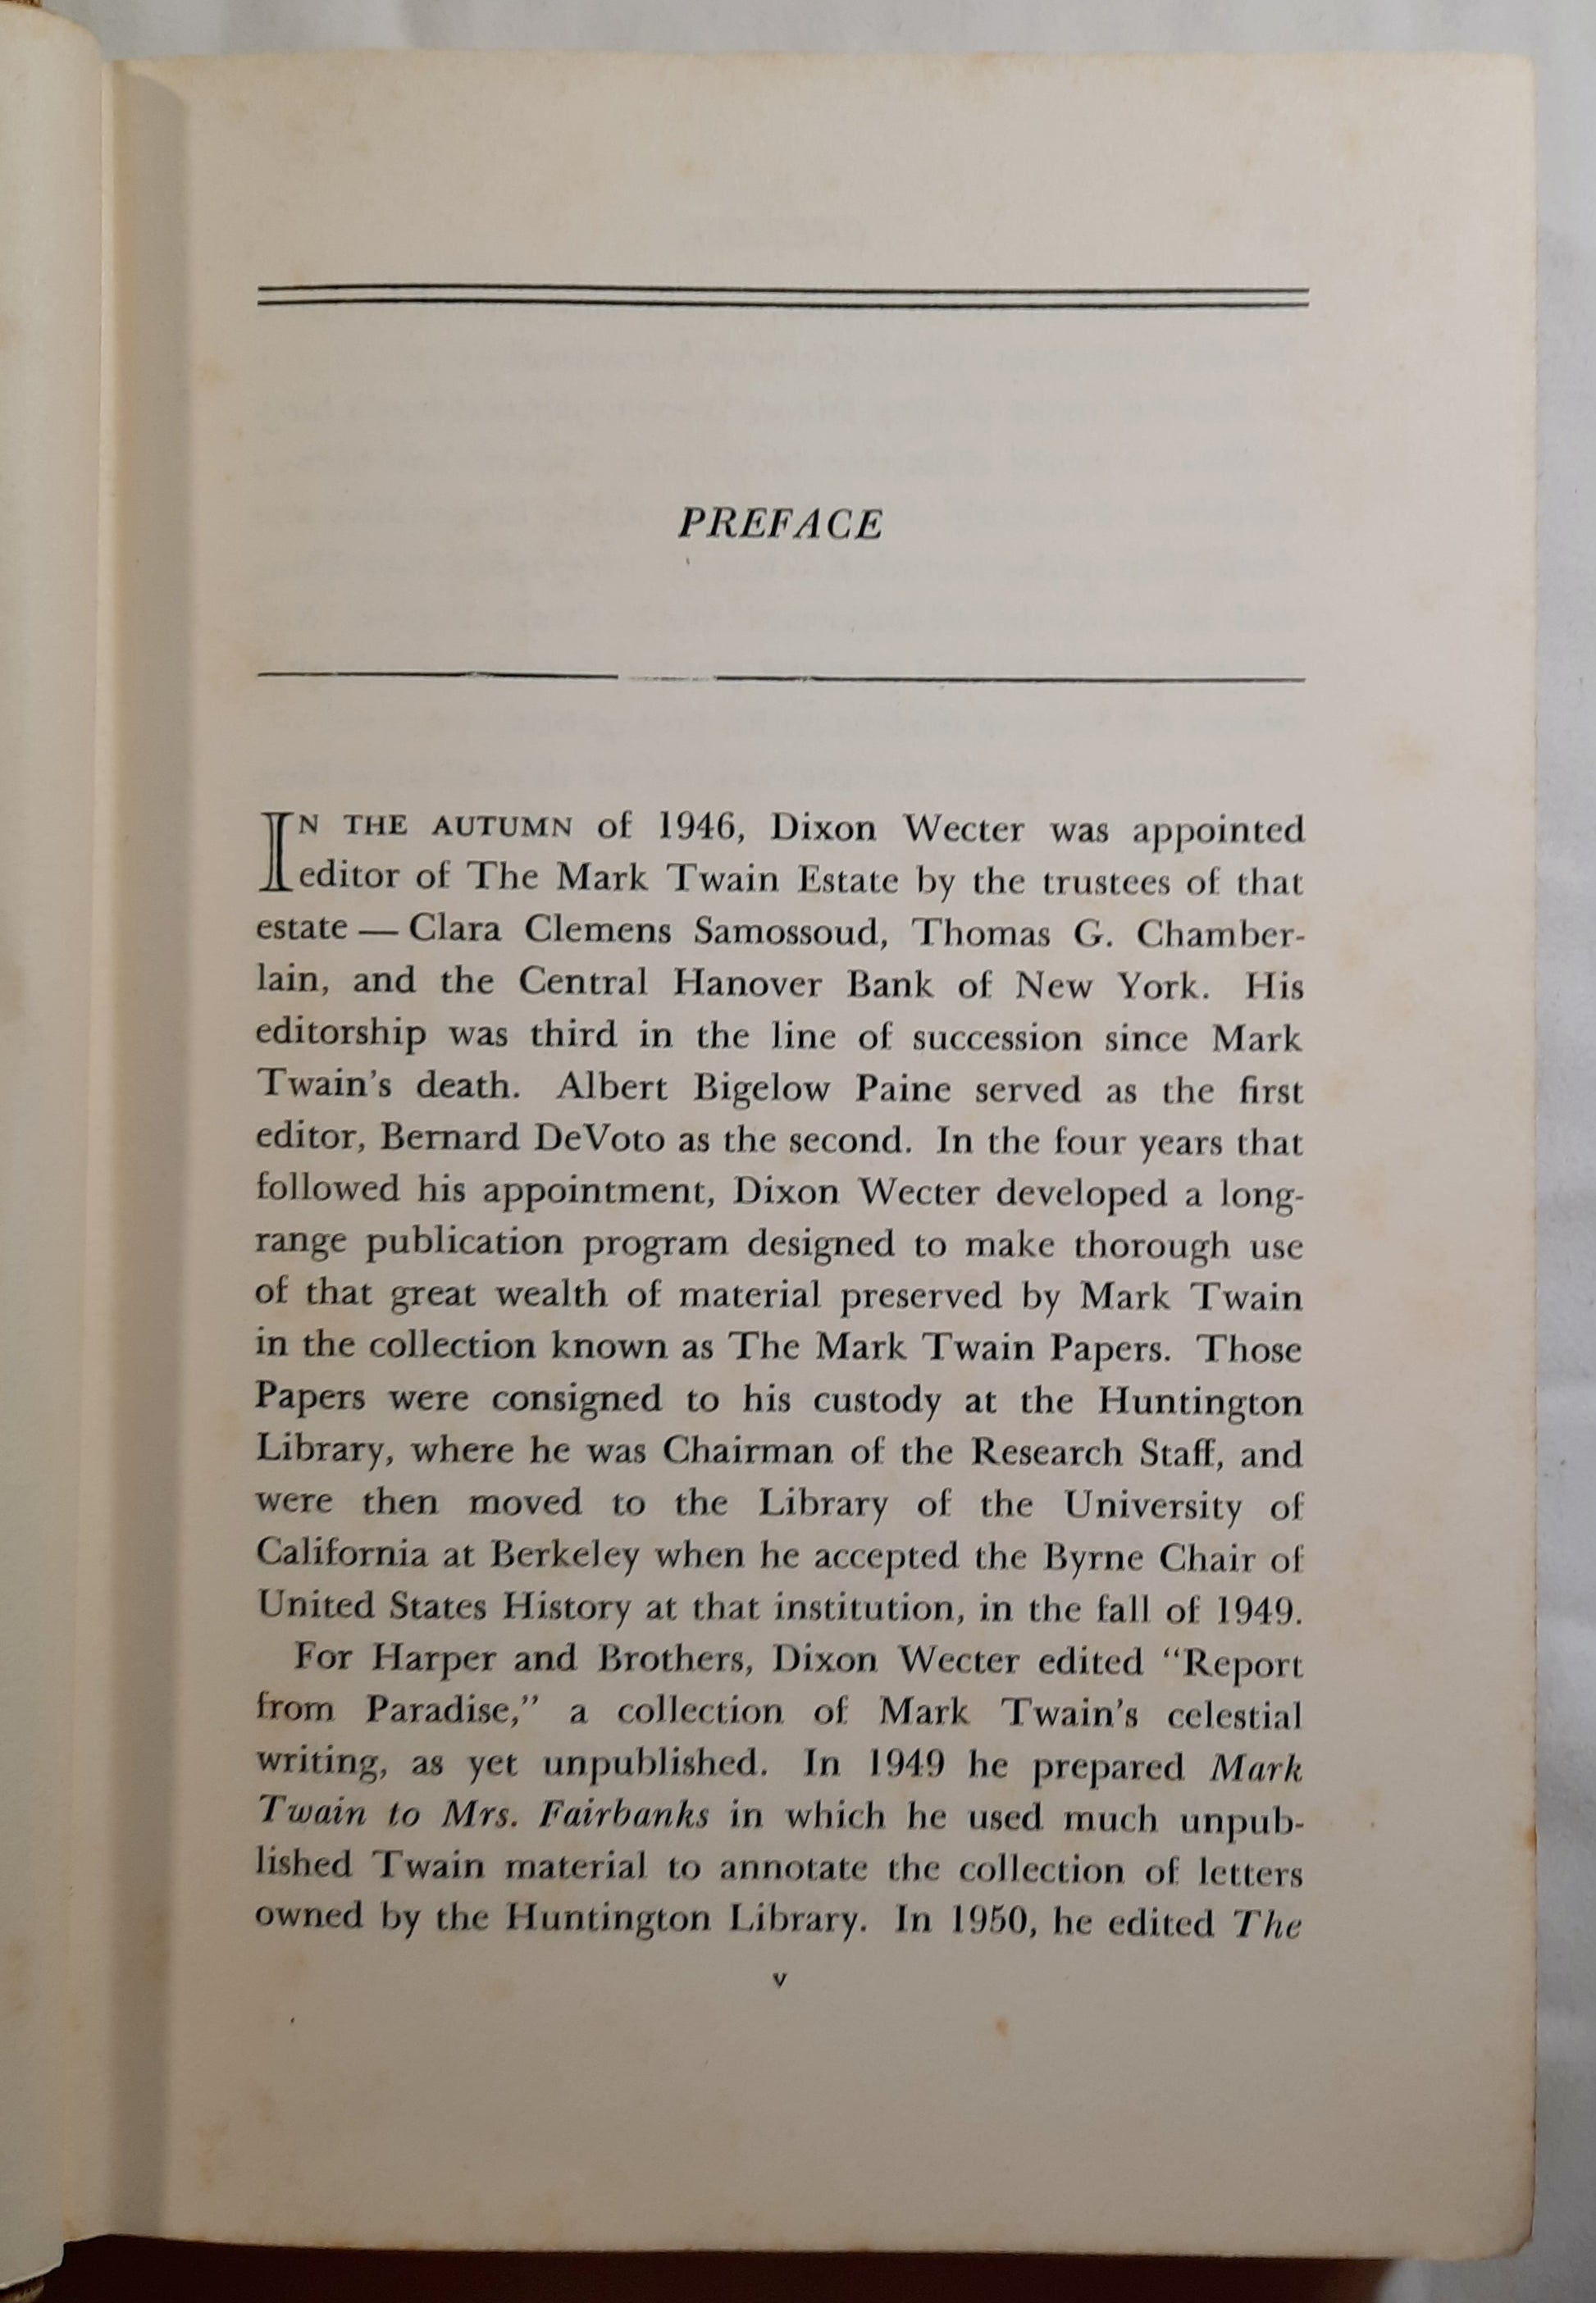 PREFACE
IN THE AUTUMN of 1946, Dixon Wecter was appointed
editor of The Mark Twain Estate by the trustees of that
estate — Clara Clemens Samossoud, Thomas G. Chamber-
lain, and the Central Hanover Bank of New York. His
editorship was third in the line of succession since Mark
Twain's death. Albert Bigelow Paine served as the first
editor, Bernard DeVoto as the second. In the four years that
followed his appointment, Dixon Wecter developed a long-
range publication program designed to make thorough use
of that great wealth of material preserved by Mark Twain
in the collection known as The Mark Twain Papers. Those
Papers were consigned to his custody at the Huntington
Library, where he was Chairman of the Research Staff, and
were then moved to the Library of the University of
California at Berkeley when he accepted the Byrne Chair of
United States History at that institution, in the fall of 1949.
For Harper and Brothers, Dixon Wecter edited “Report
from Paradise,” a collection of Mark Twain's celestial
writing, as yet unpublished. In 1949 he prepared Mark
Twain to Mrs. Fairbanks in which he used much unpub-
lished Twain material to annotate the collection of letters
owned by the Huntington Library. In 1950, he edited The
v